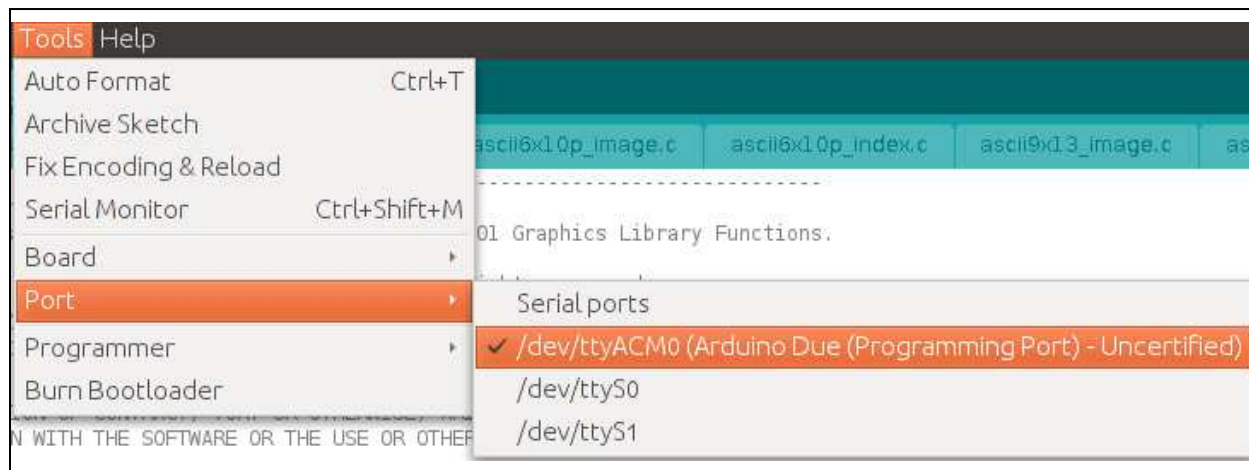 Tools Help
Auto Format Ctrl+T
Archive Sketch
Fix Encoding & Reload
Serial Monitor Ctrl+Shift+M
Board
Port
Programmer
Burn Bootloader
ascii6x10p_image.c ascii6x10p_index.c ascii9x13_image.c as
01 Graphics Library Functions.
Serial ports
/dev/ttyACM0 (Arduino Due (Programming Port) - Uncertified)
/dev/ttyS0
/dev/ttyS1
N WITH THE SOFTWARE OR THE USE OR OTHER